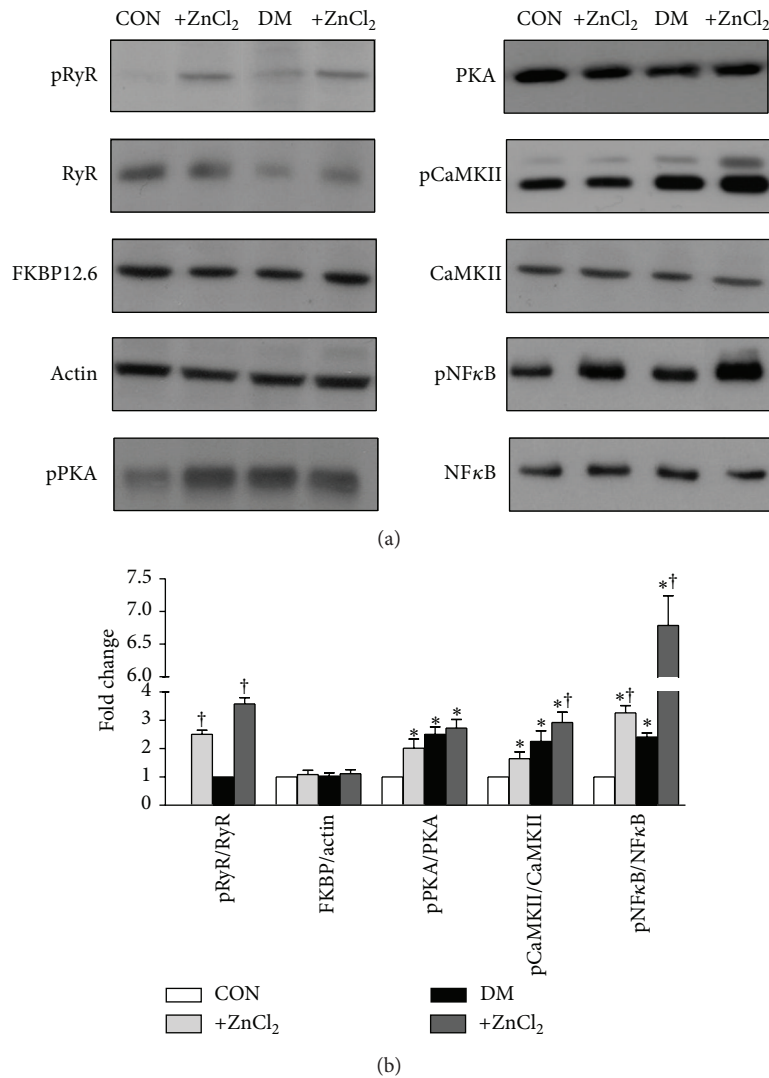 CON +ZnCl₂ DM +ZnCl₂
pRyR
RyR
FKBP12.6
Actin
pPKA
CON +ZnCl₂ DM +ZnCl₂
PKA
pCaMKII
CaMKII
pNFκB
NFκB
(a)
Fold change
7.5
7.0
6.5
6.0
4
3
2
1
0
†
†
*
*
*
*
*
*†
*†
*
*†
pRyR/RyR
FKBP/actin
pPKA/PKA
pCaMKII/CaMKII
pNFκB/NFκB
CON
DM
+ZnCl₂
+ZnCl₂
(b)